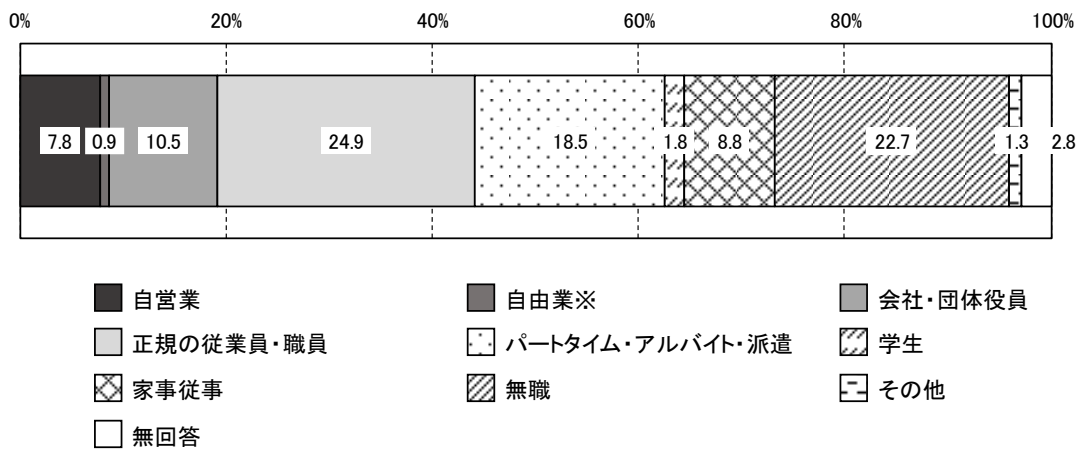 0% 20% 40% 60% 80% 100%
7.8 0.9 10.5 24.9 18.5 1.8 8.8 22.7 1.3 2.8
自営業 自由業※ 会社・団体役員
正規の従業員・職員 パートタイム・アルバイト・派遣 学生
家事従事 無職 その他
無回答